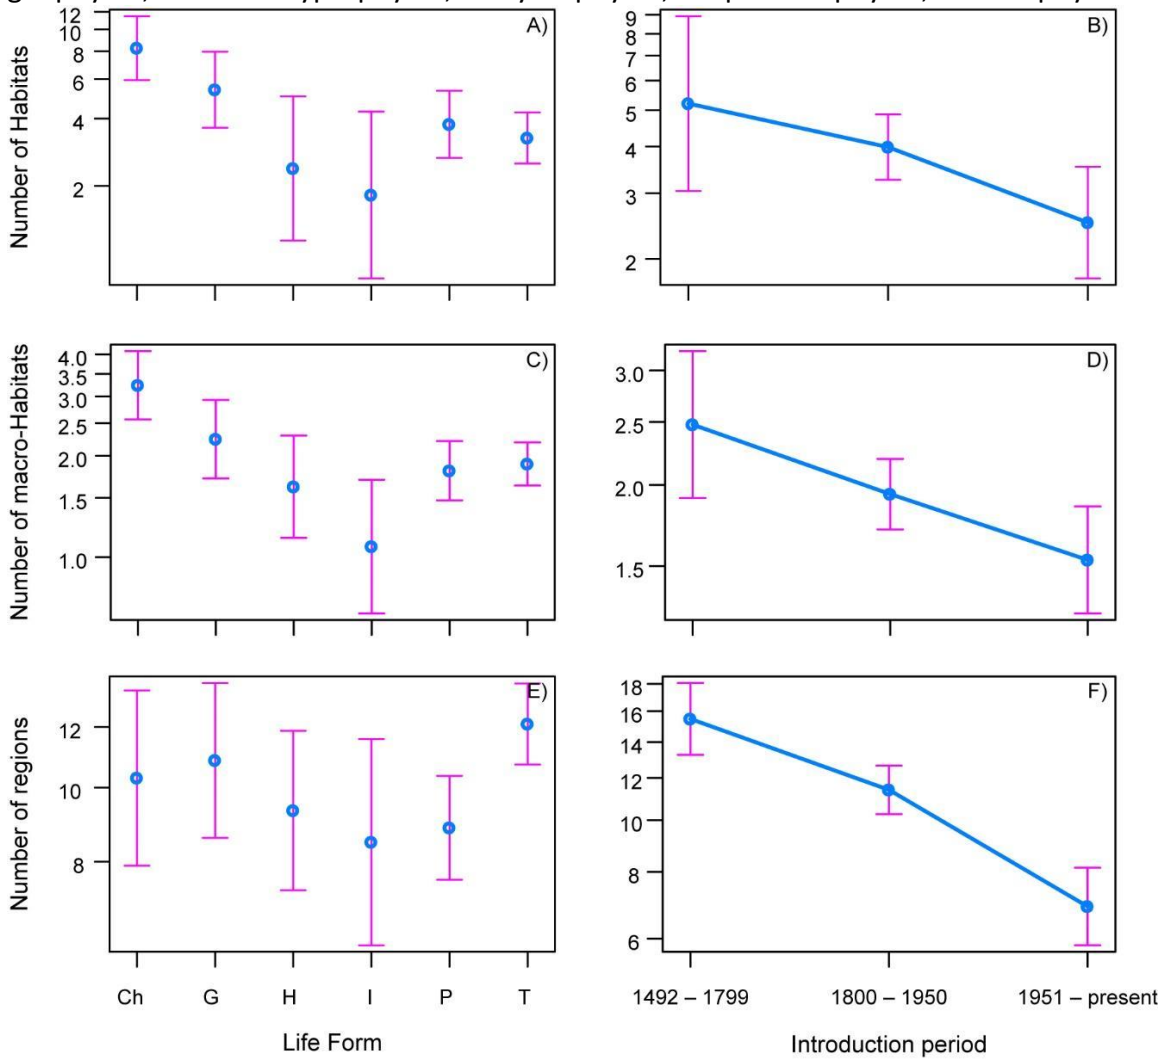 12
10
8
6
4
2
Number of Habitats
A)
9
8
7
6
5
4
3
2
B)
4.0
3.5
3.0
2.5
2.0
1.5
1.0
Number of macro-Habitats
C)
3.0
2.5
2.0
1.5
D)
12
10
8
Number of regions
E)
18
16
14
12
10
8
6
F)
Ch G H I P T
Life Form
1492 – 1799 1800 – 1950 1951 – present
Introduction period